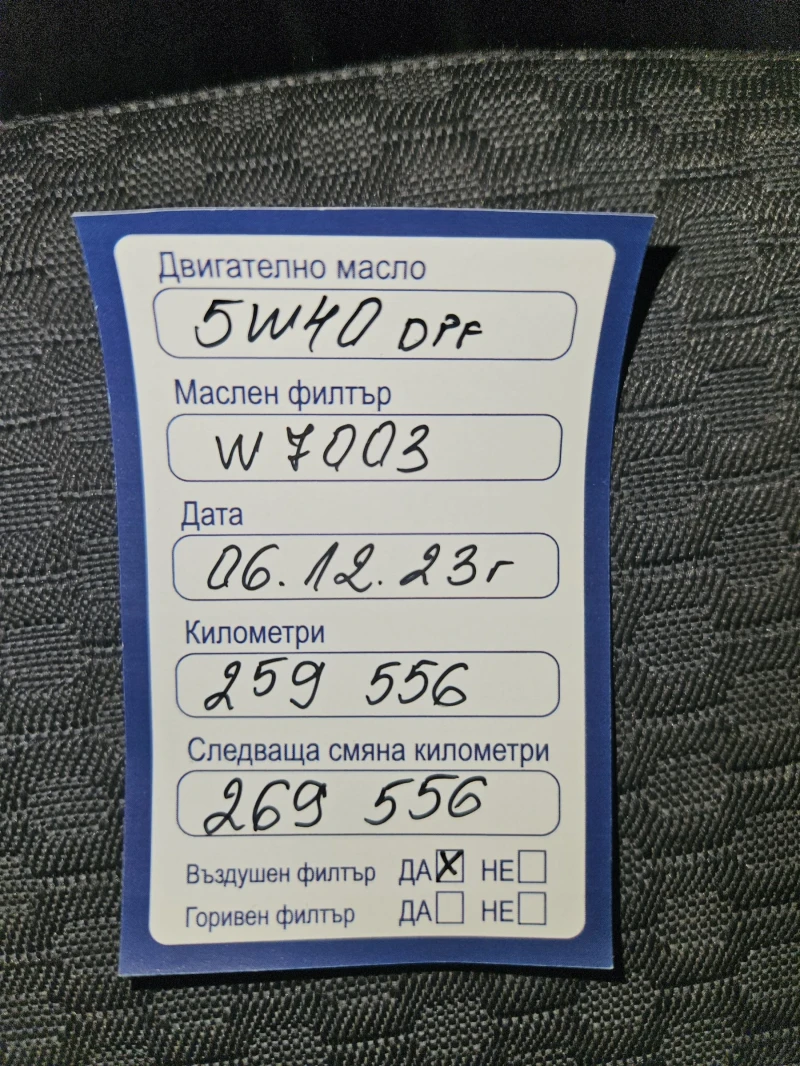 Двигателно масло
5W40 DPF
Маслен филтър
W 7003
Дата
06.12.23г
Километри
259 556
Следваща смяна километри
269 556
Въздушен филтър ДА X НЕ
Горивен филтър ДА НЕ